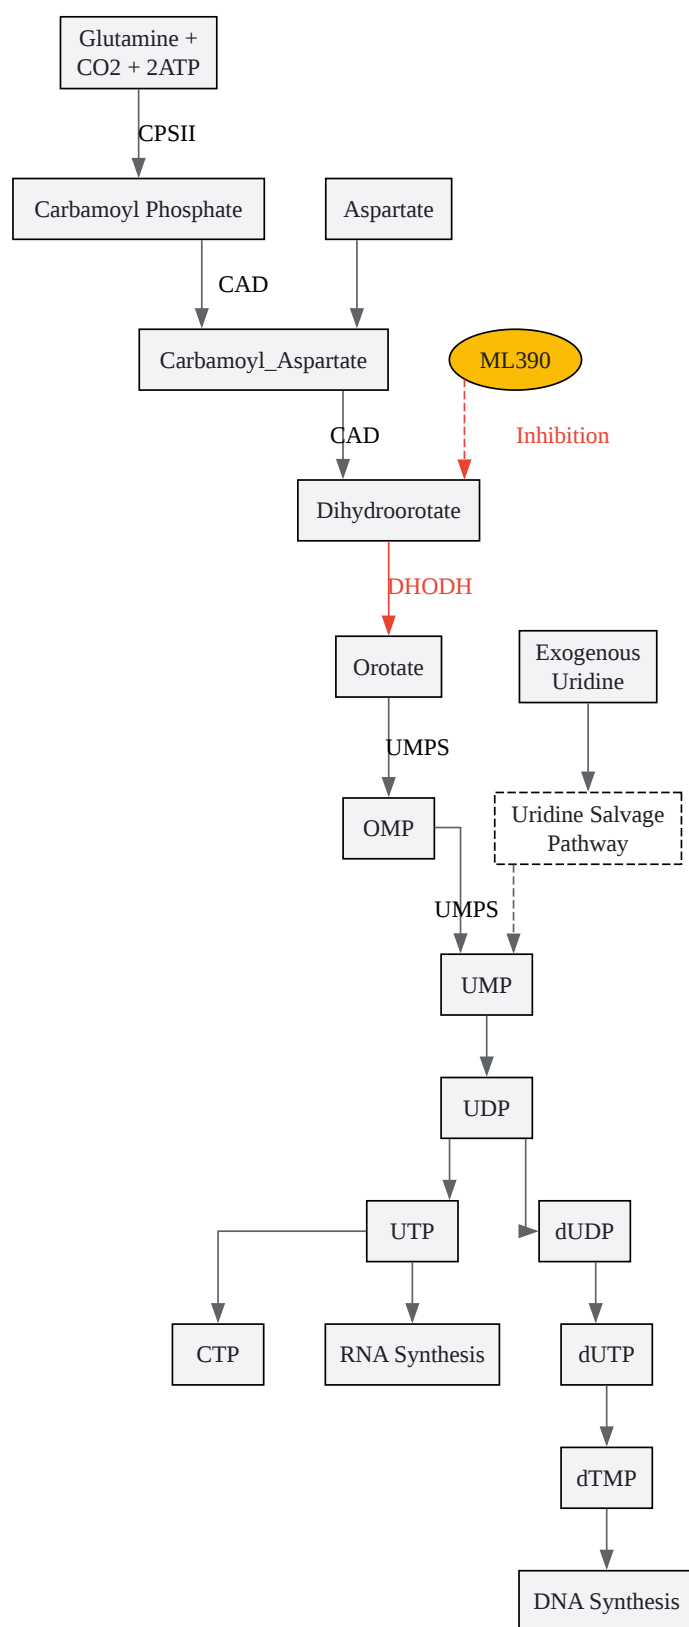 Glutamine +
CO2 + 2ATP
CPSII
Carbamoyl Phosphate
Aspartate
CAD
Carbamoyl_Aspartate
ML390
CAD
Inhibition
Dihydroorotate
DHODH
Orotate
Exogenous
Uridine
UMPS
OMP
Uridine Salvage
Pathway
UMPS
UMP
UDP
UTP
dUDP
CTP
RNA Synthesis
dUTP
dTMP
DNA Synthesis